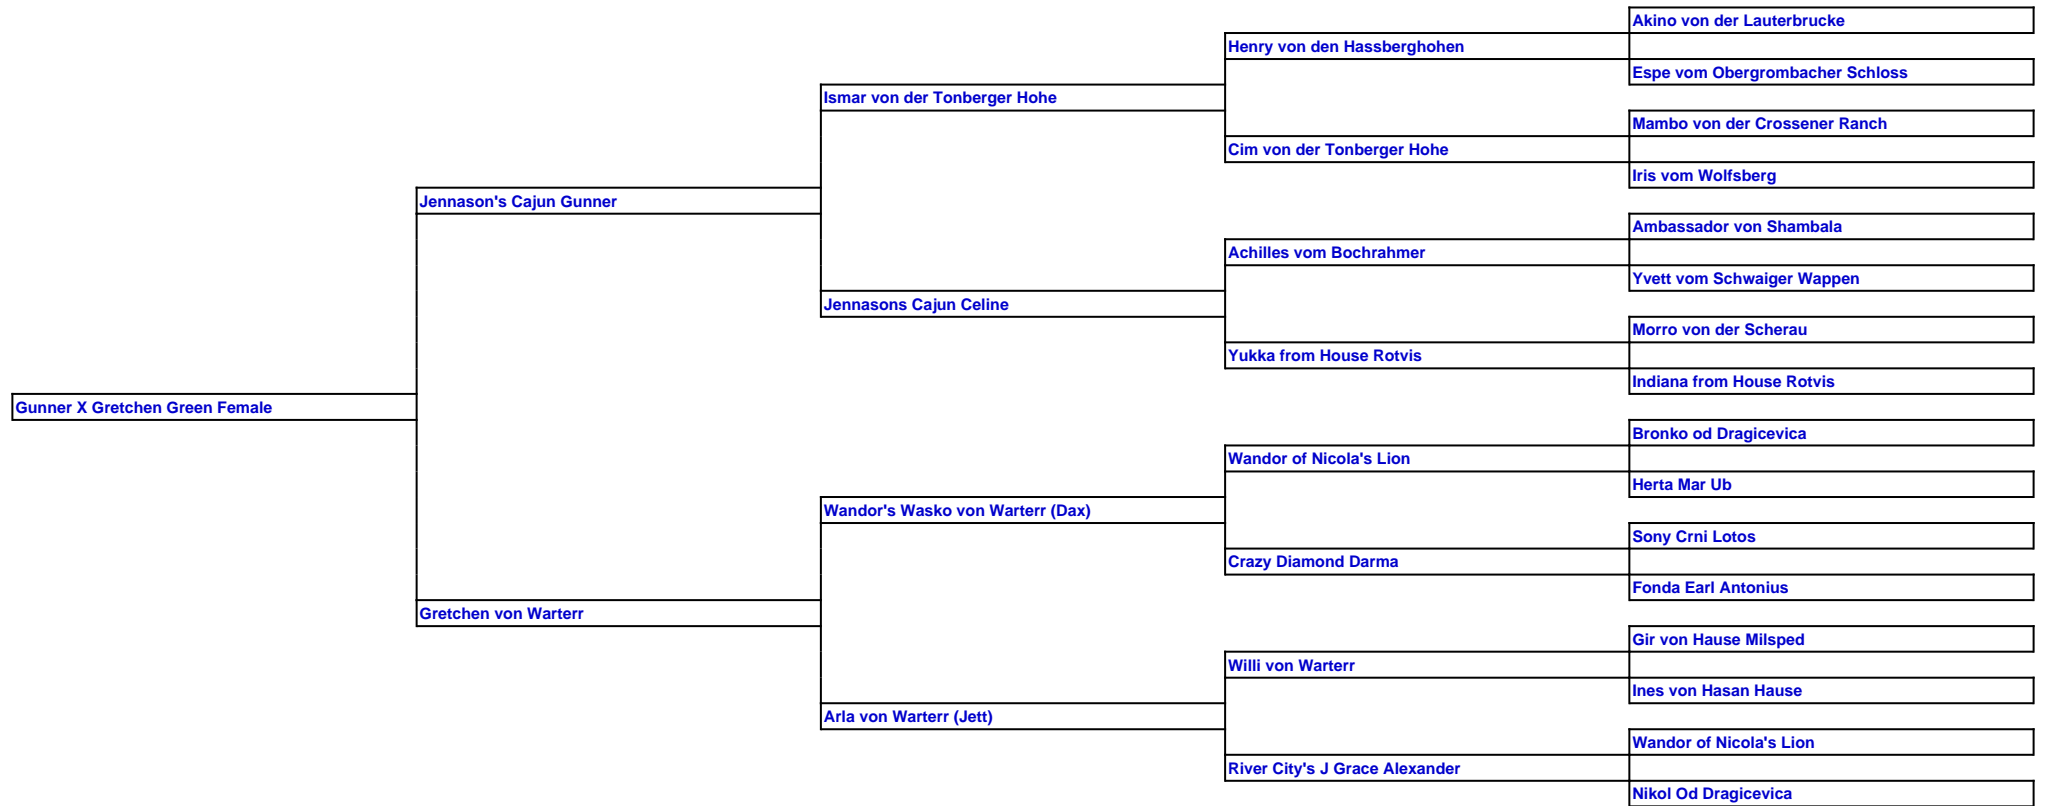 Akino von der Lauterbrucke
Henry von den Hassberghohen
Espe vom Obergrombacher Schloss
Ismar von der Tonberger Hohe
Mambo von der Crossener Ranch
Cim von der Tonberger Hohe
Iris vom Wolfsberg
Jennason's Cajun Gunner
Ambassador von Shambala
Achilles vom Bochrahmer
Yvett vom Schwaiger Wappen
Jennasons Cajun Celine
Morro von der Scherau
Yukka from House Rotvis
Indiana from House Rotvis
Gunner X Gretchen Green Female
Bronko od Dragicevica
Wandor of Nicola's Lion
Herta Mar Ub
Wandor's Wasko von Warterr (Dax)
Sony Crni Lotos
Crazy Diamond Darma
Fonda Earl Antonius
Gretchen von Warterr
Gir von Hause Milsped
Willi von Warterr
Ines von Hasan Hause
Arla von Warterr (Jett)
Wandor of Nicola's Lion
River City's J Grace Alexander
Nikol Od Dragicevica